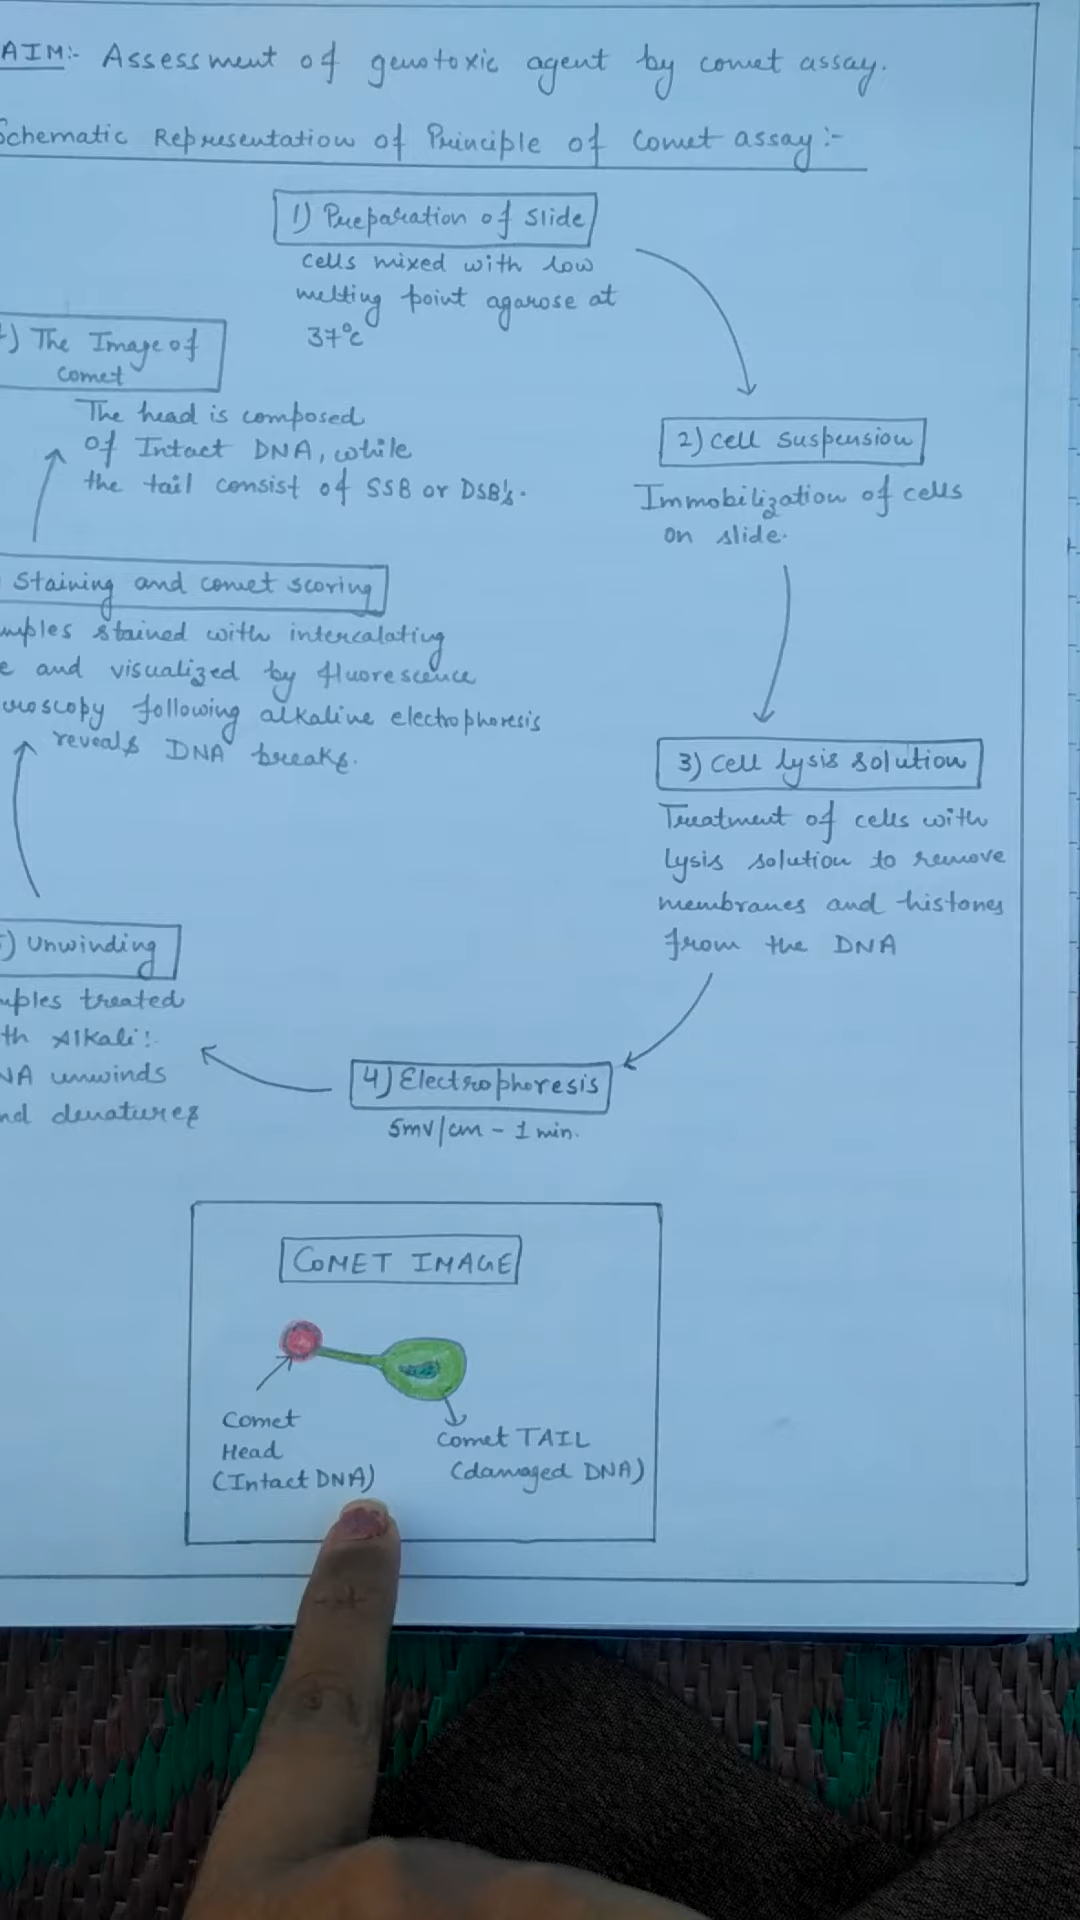 AIM:- Assessment of genotoxic agent by comet assay.
Schematic Representation of Principle of Comet assay:-
1) Preparation of slide
cells mixed with low
melting point agarose at
37°c
2) cell suspension
Immobilization of cells
on slide.
3) cell lysis solution
Treatment of cells with
lysis solution to remove
membranes and histones
from the DNA
4) Electrophoresis
5mv/cm - 1 min.
) Unwinding
treated
Alkali:
unwinds
denatures
Staining and comet scoring
stained with intercalating
and visualized by fluorescence
following alkaline electrophoresis
reveals DNA breaks.
) The Image of
comet
The head is composed
of Intact DNA, while
the tail consist of SSB or DSB's.
COMET IMAGE
Comet
Head
(Intact DNA)
Comet TAIL
(damaged DNA)